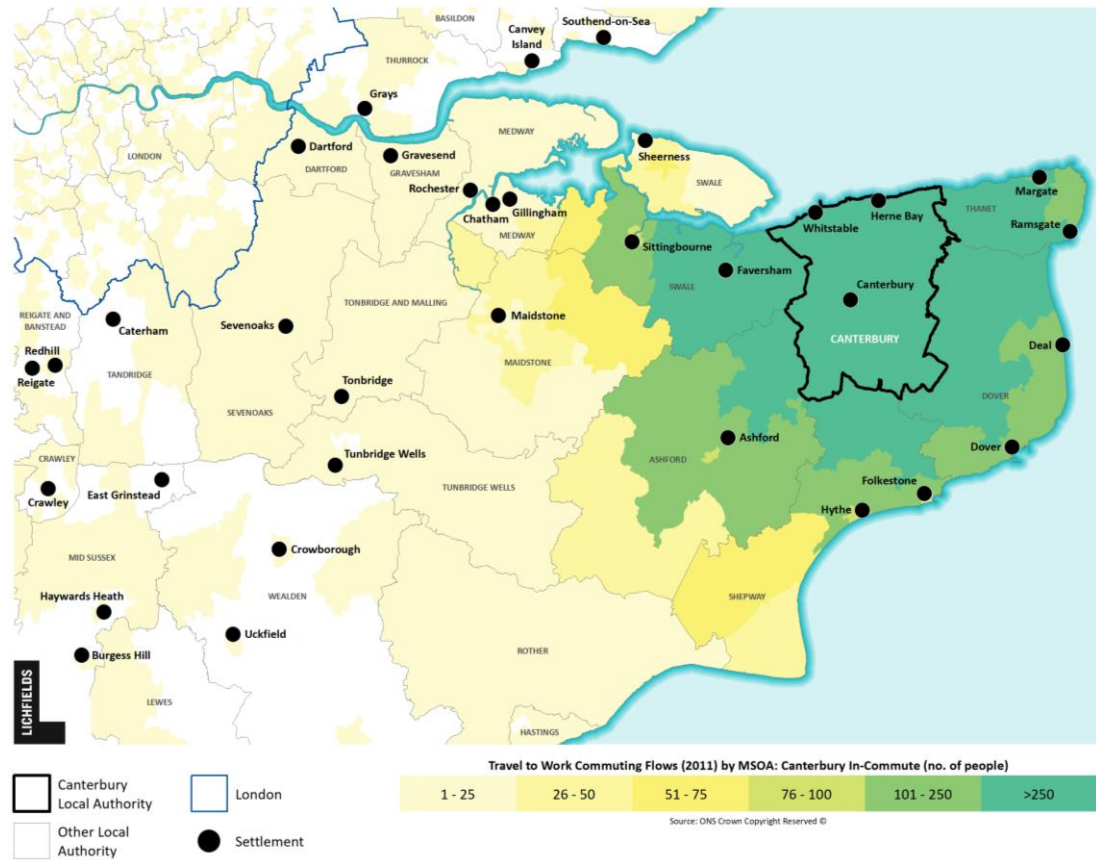 Southend-on-Sea
BASILDON
Canvey
Island
THURROCK
Grays
MEDWAY
Dartford
Sheerness
LONDON
Gravesend
DARTFORD
GRAVESHAM
SWALE
Rochester
Margate
Chatham
Gillingham
Herne Bay
THANET
Whitstable
MEDWAY
Ramsgate
Sittingbourne
Faversham
SWALE
Canterbury
TONBRIDGE AND MALLING
REIGATE AND
BANSTEAD
Caterham
Sevenoaks
Maidstone
CANTERBURY
Deal
Redhill
Reigate
TANDRIDGE
MAIDSTONE
Tonbridge
DOVER
SEVENOAKS
Ashford
Dover
CRAWLEY
Tunbridge Wells
ASHFORD
East Grinstead
TUNBRIDGE WELLS
Folkestone
Crawley
Hythe
Crowborough
MID SUSSEX
WEALDEN
SHEPWAY
Haywards Heath
Uckfield
ROTHER
Burgess Hill
LEWES
HASTINGS
LICHFIELDS
Canterbury
Local Authority
London
Other Local
Authority
Settlement
Travel to Work Commuting Flows (2011) by MSOA: Canterbury In-Commute (no. of people)
1 - 25 26 - 50 51 - 75 76 - 100 101 - 250 >250
Source: ONS Crown Copyright Reserved ©